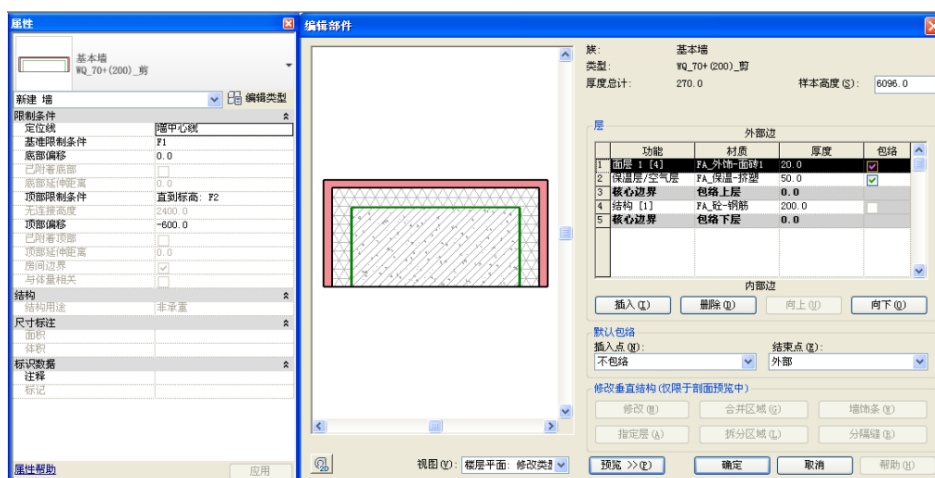 属性
基本墙
WQ_70+(200)_剪
新建 墙
编辑类型
限制条件
定位线 墙中心线
基准限制条件 F1
底部偏移 0.0
已附着底部
底部延伸距离 0.0
顶部限制条件 直到标高: F2
无连接高度 2400.0
顶部偏移 -600.0
已附着顶部
顶部延伸距离 0.0
房间边界
与体量相关
结构
结构用途 非承重
尺寸标注
面积
体积
标识数据
注释
标记
属性帮助
应用
编辑部件
族: 基本墙
类型: WQ_70+(200)_剪
厚度总计: 270.0 样本高度(S): 6096.0
层
外部边
功能 材质 厚度 包络
1 面层 1 [4] FA_外饰-面砖1 20.0
2 保温层/空气层 FA_保温-挤塑 50.0
3 核心边界 包络上层 0.0
4 结构 [1] FA_砼-钢筋 200.0
5 核心边界 包络下层 0.0
内部边
插入(I) 删除(D) 向上(U) 向下(O)
默认包络
插入点(N): 结束点(E):
不包络 外部
修改垂直结构(仅限于剖面预览中)
修改(M) 合并区域(G) 墙饰条(W)
指定层(A) 拆分区域(L) 分隔缝(R)
视图(V): 楼层平面: 修改类
预览 >>(P) 确定 取消 帮助(H)